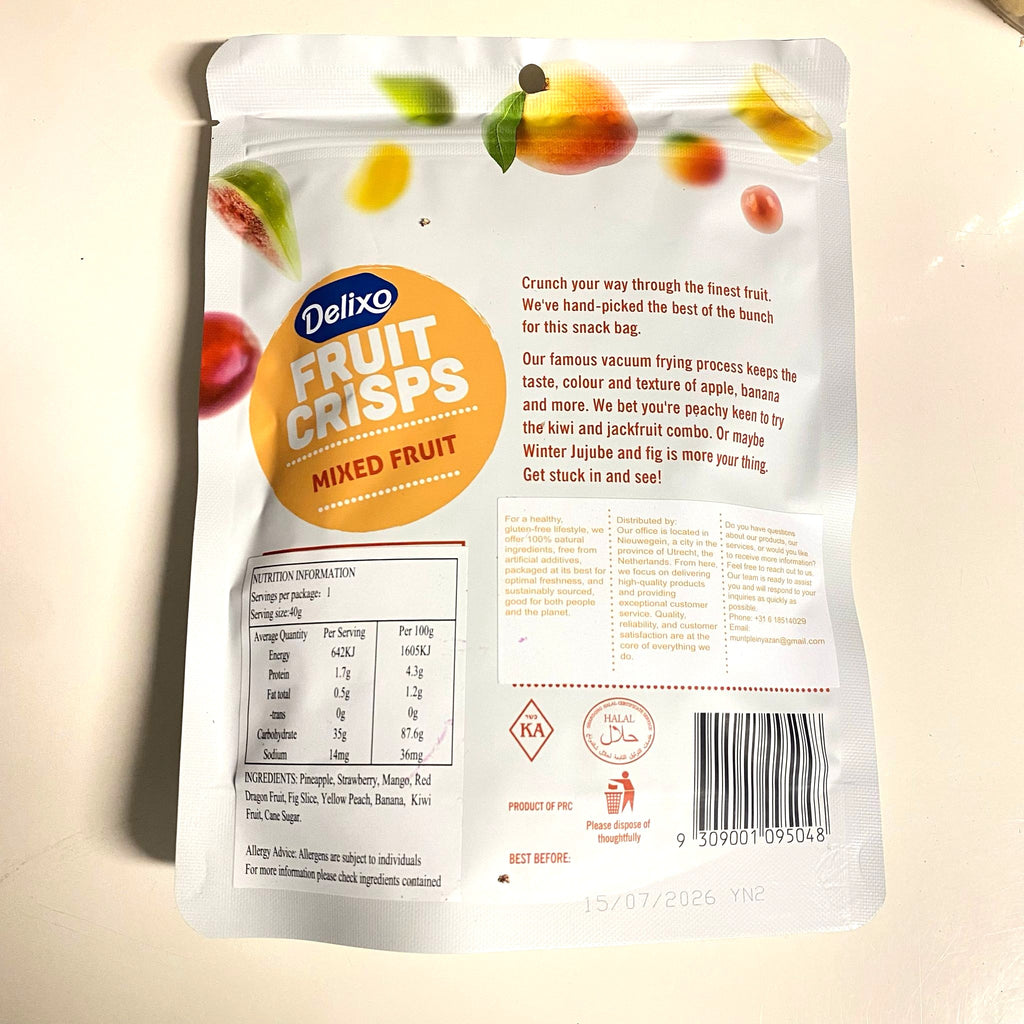 Delixo
FRUIT
CRISPS
MIXED FRUIT
Crunch your way through the finest fruit.
We've hand-picked the best of the bunch
for this snack bag.
Our famous vacuum frying process keeps the
taste, colour and texture of apple, banana
and more. We bet you're peachy keen to try
the kiwi and jackfruit combo. Or maybe
Winter Jujube and fig is more your thing.
Get stuck in and see!
For a healthy,
gluten-free lifestyle, we
offer 100% natural
ingredients, free from
artificial additives,
packaged at its best for
optimal freshness, and
sustainably sourced,
good for both people
and the planet.
Distributed by:
Our office is located in
Nieuwegein, a city in the
province of Utrecht, the
Netherlands. From here,
we focus on delivering
high-quality products
and providing
exceptional customer
service. Quality,
reliability, and customer
satisfaction are at the
core of everything we
do.
Do you have questions
about our products, our
services, or would you like
to receive more information?
Feel free to reach out to us.
Our team is ready to assist
you and will respond to your
inquiries as quickly as
possible.
Phone: +31 6 18514029
Email:
muntpleinyazan@gmail.com
NUTRITION INFORMATION
Servings per package: 1
Serving size:40g
Average Quantity Per Serving Per 100g
Energy 642KJ 1605KJ
Protein 1.7g 4.3g
Fat total 0.5g 1.2g
-trans 0g 0g
Carbohydrate 35g 87.6g
Sodium 14mg 36mg
INGREDIENTS: Pineapple, Strawberry, Mango, Red
Dragon Fruit, Fig Slice, Yellow Peach, Banana, Kiwi
Fruit, Cane Sugar.
Allergy Advice: Allergens are subject to individuals
For more information please check ingredients contained
כשר
KA
HALAL
حلال
PRODUCT OF PRC
Please dispose of
thoughtfully
9 309001 095048
BEST BEFORE:
15/07/2026 YN2